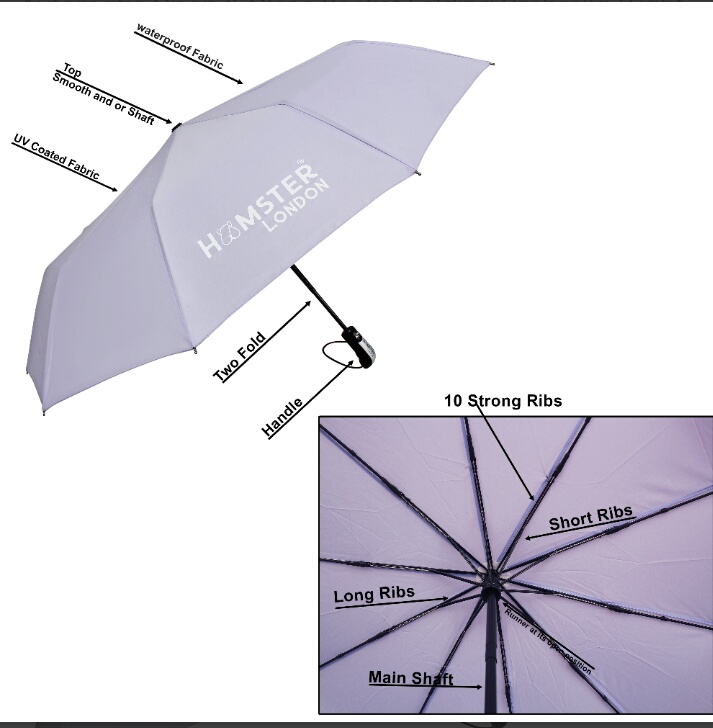 waterproof Fabric
Top
Smooth and or Shaft
UV Coated Fabric
HAMSTER™
LONDON
Two Fold
Handle
10 Strong Ribs
Short Ribs
Long Ribs
Runner at its open position
Main Shaft